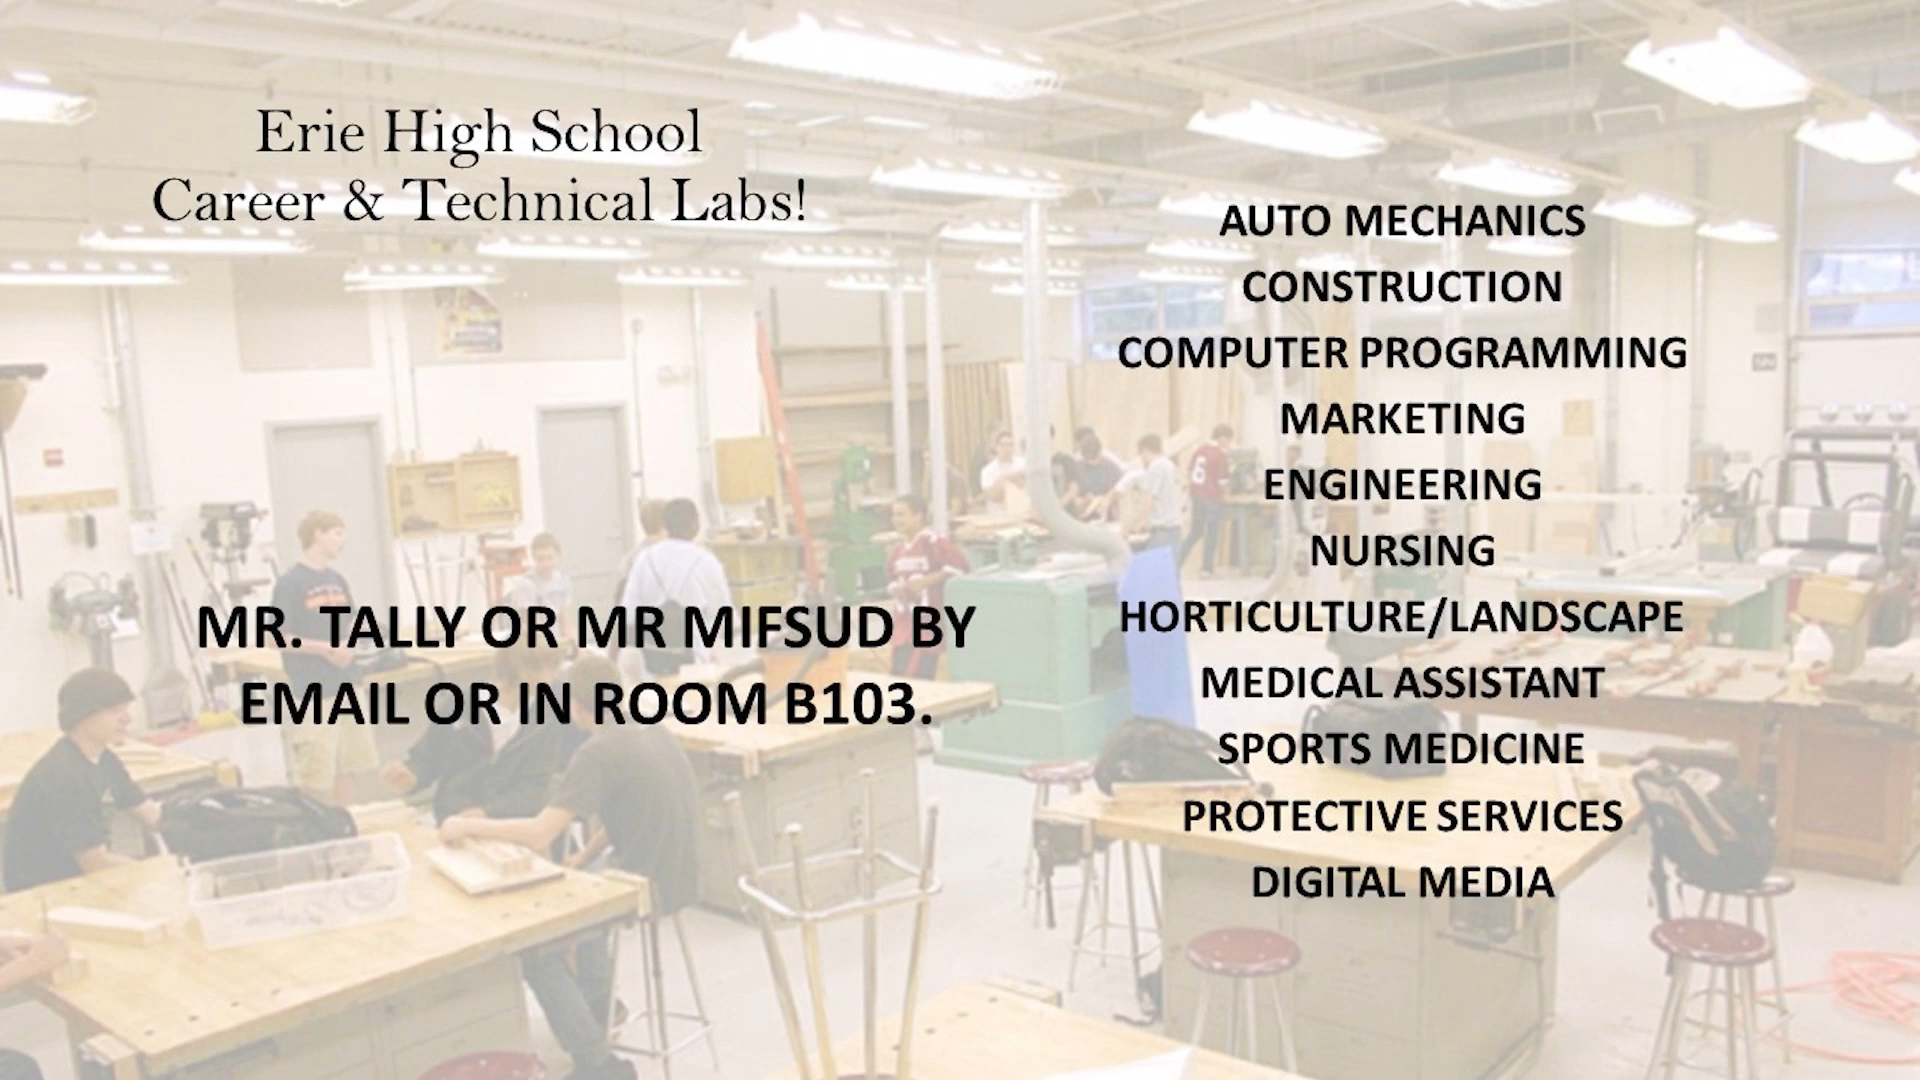 Erie High School
Career & Technical Labs!
MR. TALLY OR MR MIFSUD BY
EMAIL OR IN ROOM B103.
AUTO MECHANICS
CONSTRUCTION
COMPUTER PROGRAMMING
MARKETING
ENGINEERING
NURSING
HORTICULTURE/LANDSCAPE
MEDICAL ASSISTANT
SPORTS MEDICINE
PROTECTIVE SERVICES
DIGITAL MEDIA